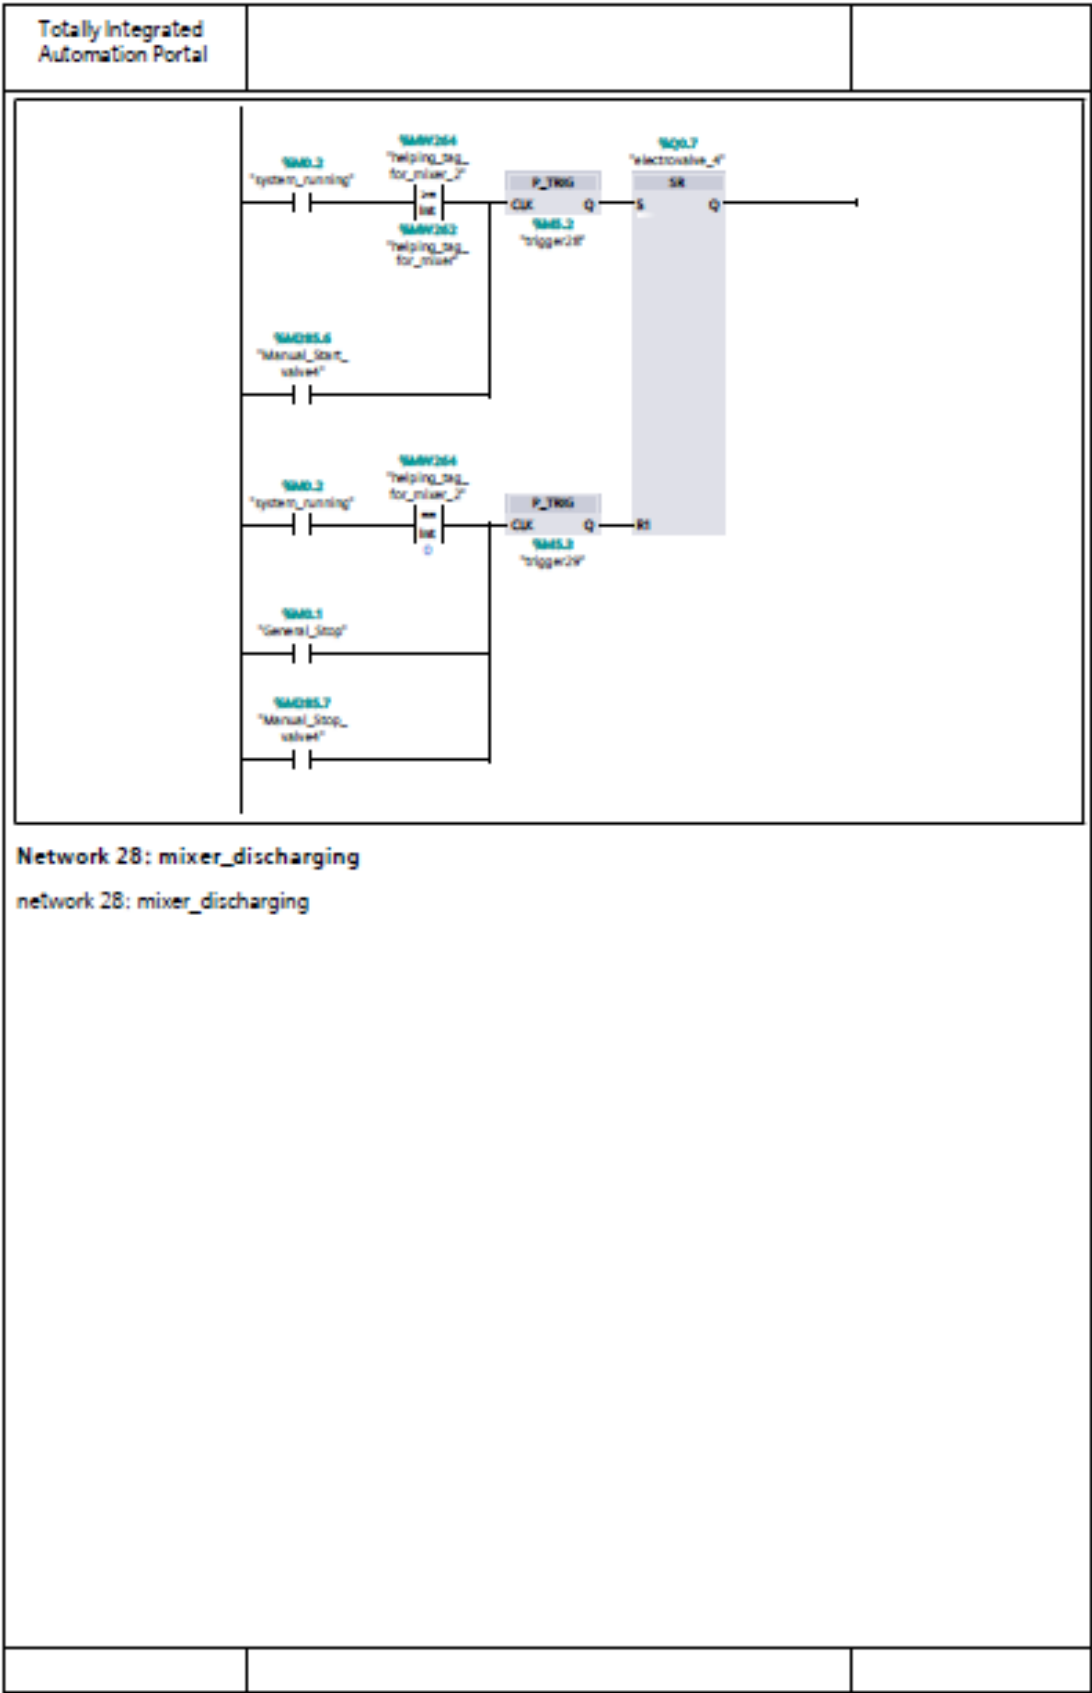 Totally Integrated
Automation Portal
%MW264
"helping_tag_
for_mixer_2"
%M0.2
"system_running"
>=
Int
%MW262
"helping_tag_
for_mixer"
P_TRIG
CLK Q
%M45.2
"trigger28"
%Q0.7
"electrovalve_4"
SR
S Q
%M285.6
"Manual_Start_
valve4"
%MW264
"helping_tag_
for_mixer_2"
%M0.2
"system_running"
==
Int
0
P_TRIG
CLK Q
%M45.3
"trigger29"
R1
%M0.1
"General_Stop"
%M285.7
"Manual_Stop_
valve4"
Network 28: mixer_discharging
network 28: mixer_discharging